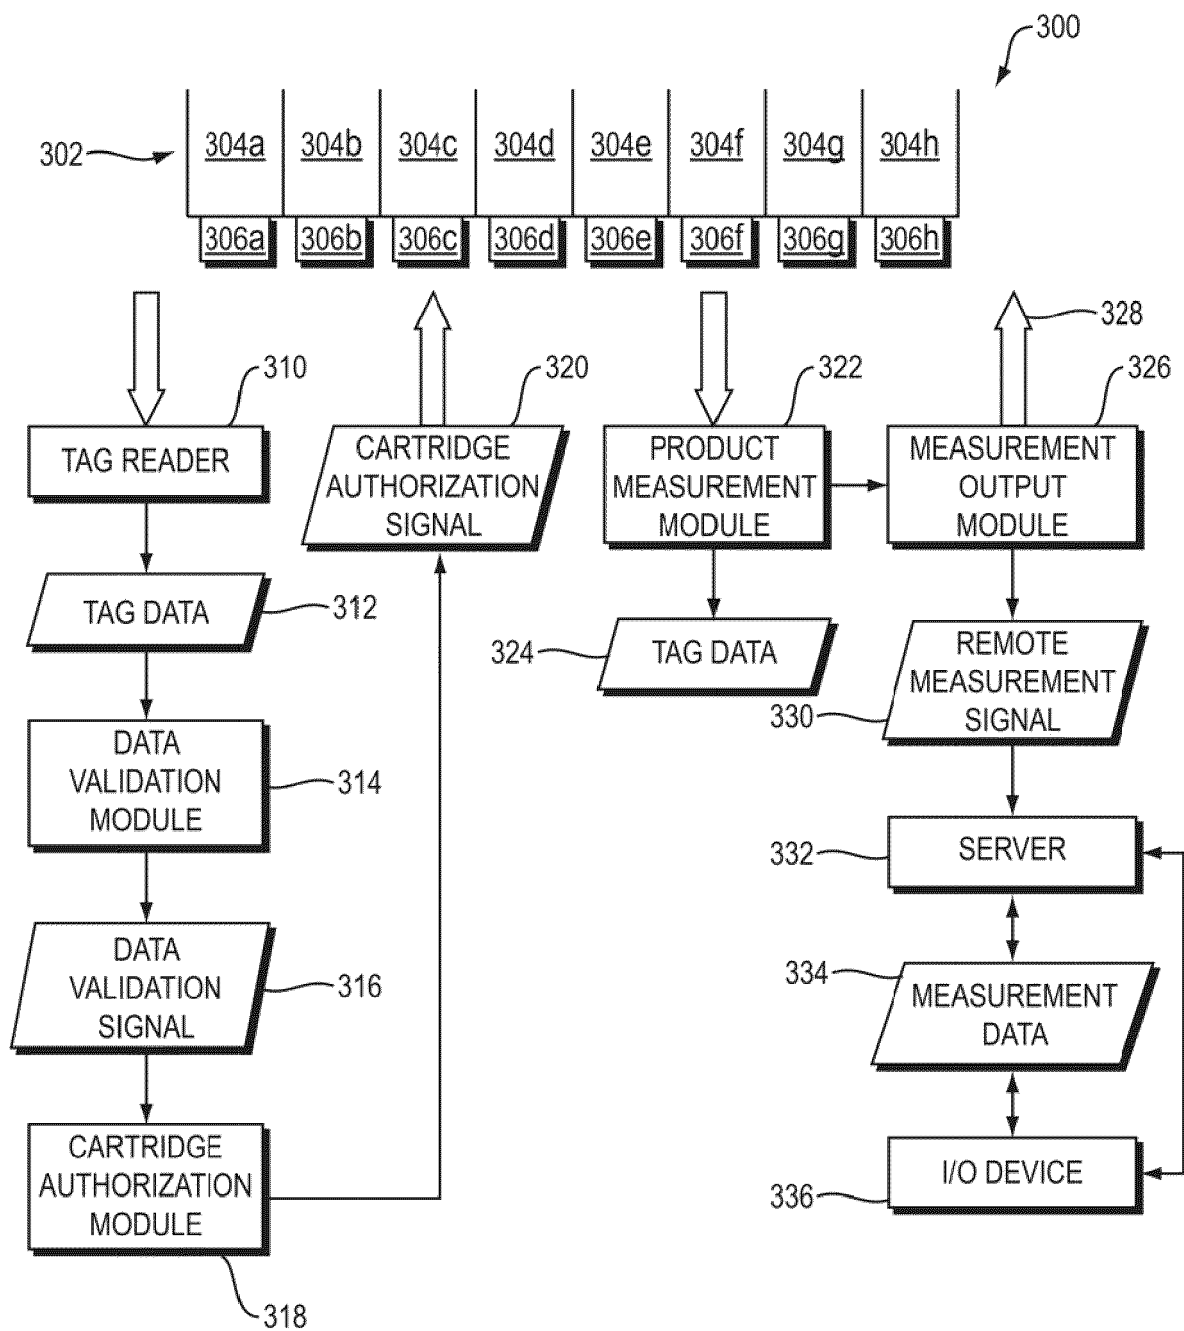 300
302
304a 304b 304c 304d 304e 304f 304g 304h
306a 306b 306c 306d 306e 306f 306g 306h
328
310
320
322
326
TAG READER
CARTRIDGE
AUTHORIZATION
SIGNAL
PRODUCT
MEASUREMENT
MODULE
MEASUREMENT
OUTPUT
MODULE
TAG DATA
312
324
TAG DATA
REMOTE
MEASUREMENT
SIGNAL
330
DATA
VALIDATION
MODULE
314
332
SERVER
DATA
VALIDATION
SIGNAL
316
334
MEASUREMENT
DATA
CARTRIDGE
AUTHORIZATION
MODULE
318
336
I/O DEVICE